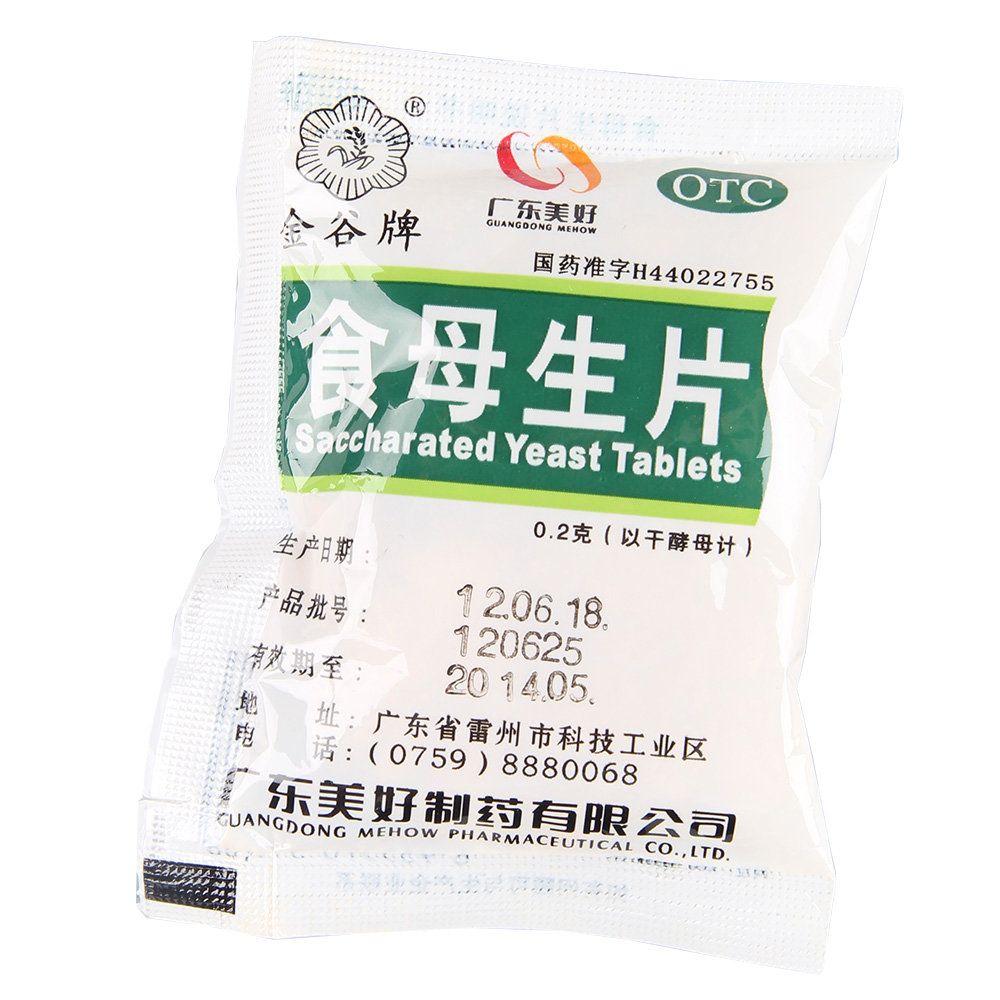 ®
金谷牌
广东美好
GUANGDONG MEHOW
OTC
国药准字H44022755
食母生片
Saccharated Yeast Tablets
0.2克（以干酵母计）
生产日期：
产品批号：12.06.18.
120625
有效期至：2014.05.
地 址：广东省雷州市科技工业区
电 话：(0759)8880068
广东美好制药有限公司
GUANGDONG MEHOW PHARMACEUTICAL CO.,LTD.